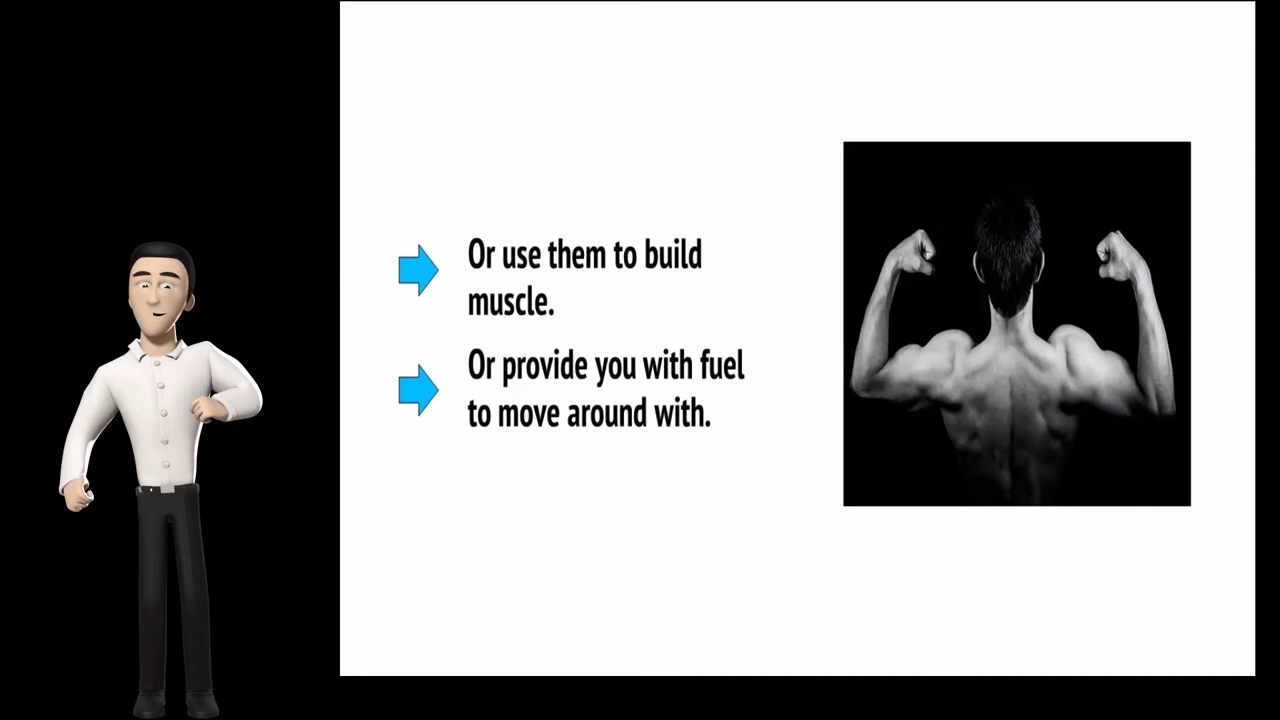 Or use them to build
muscle.
Or provide you with fuel
to move around with.